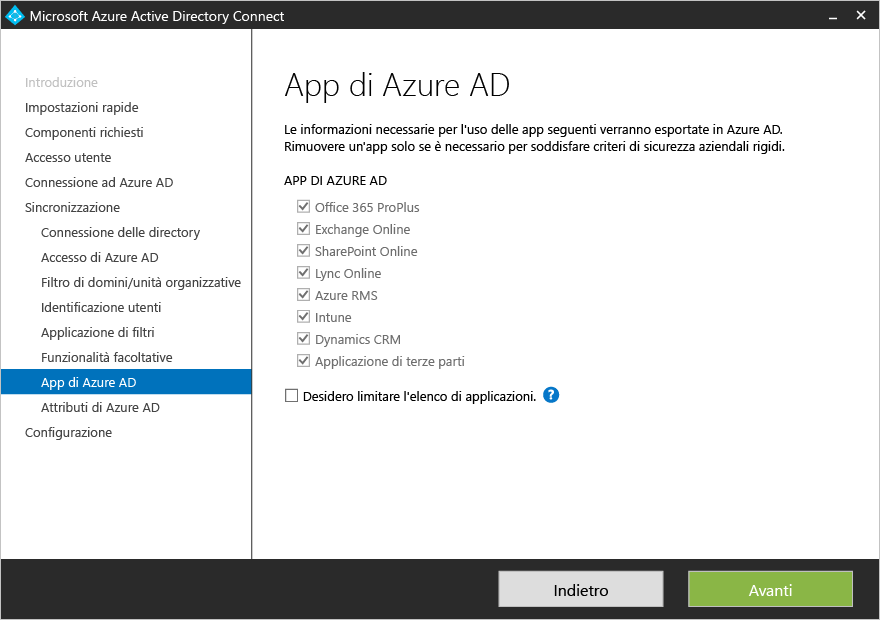 Microsoft Azure Active Directory Connect
Introduzione
Impostazioni rapide
Componenti richiesti
Accesso utente
Connessione ad Azure AD
Sincronizzazione
Connessione delle directory
Accesso di Azure AD
Filtro di domini/unità organizzative
Identificazione utenti
Applicazione di filtri
Funzionalità facoltative
App di Azure AD
Attributi di Azure AD
Configurazione
App di Azure AD
Le informazioni necessarie per l'uso delle app seguenti verranno esportate in Azure AD.
Rimuovere un'app solo se è necessario per soddisfare criteri di sicurezza aziendali rigidi.
APP DI AZURE AD
Office 365 ProPlus
Exchange Online
SharePoint Online
Lync Online
Azure RMS
Intune
Dynamics CRM
Applicazione di terze parti
Desidero limitare l'elenco di applicazioni. ?
Indietro
Avanti